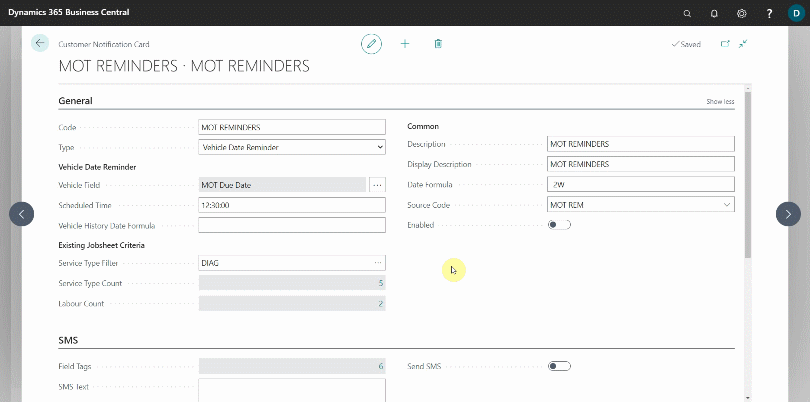 Dynamics 365 Business Central
?
D
Customer Notification Card
Saved
MOT REMINDERS · MOT REMINDERS
General
Show less
Code
MOT REMINDERS
Type
Vehicle Date Reminder
Vehicle Date Reminder
Vehicle Field
MOT Due Date
Scheduled Time
12:30:00
Vehicle History Date Formula
Existing Jobsheet Criteria
Service Type Filter
DIAG
Service Type Count
5
Labour Count
2
Common
Description
MOT REMINDERS
Display Description
MOT REMINDERS
Date Formula
2W
Source Code
MOT REM
Enabled
SMS
Field Tags
6
SMS Text
Send SMS